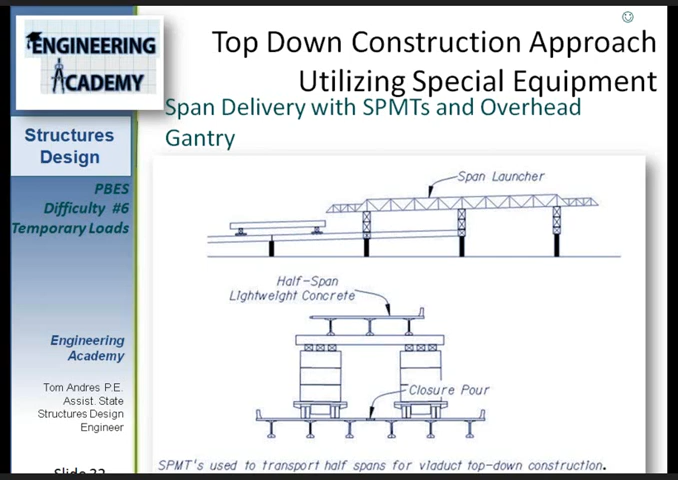 ENGINEERING
ACADEMY
Top Down Construction Approach
Utilizing Special Equipment
Span Delivery with SPMTs and Overhead
Gantry
Structures
Design
PBES
Difficulty #6
Temporary Loads
Span Launcher
Half-Span
Lightweight Concrete
Closure Pour
Engineering
Academy
Tom Andres P.E.
Assist. State
Structures Design
Engineer
SPMT's used to transport half spans for viaduct top-down construction.